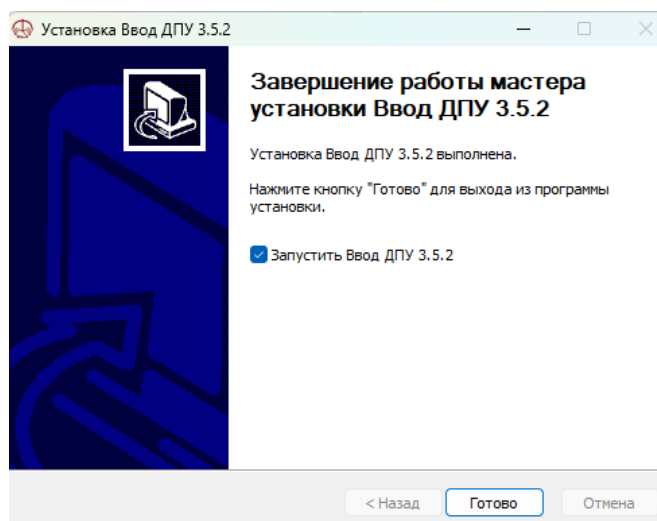 Установка Ввод ДПУ 3.5.2
Завершение работы мастера
установки Ввод ДПУ 3.5.2
Установка Ввод ДПУ 3.5.2 выполнена.
Нажмите кнопку "Готово" для выхода из программы
установки.
Запустить Ввод ДПУ 3.5.2
< Назад
Готово
Отмена